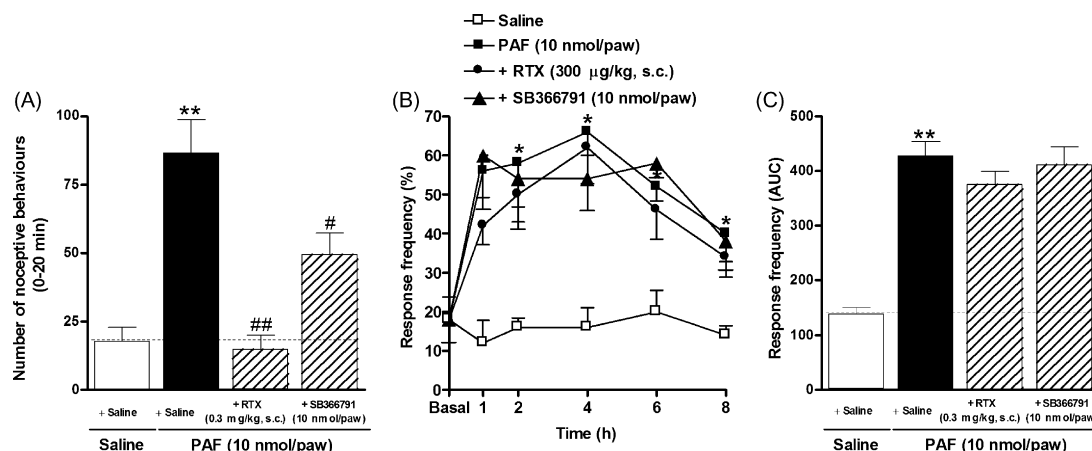 Saline
PAF (10 nmol/paw)
+ RTX (300 µg/kg, s.c.)
+ SB366791 (10 nmol/paw)
(A)
Number of noceptive behaviours
(0-20 min)
100
75
50
25
0
**
##
#
+ Saline
+ Saline
+ RTX
(0.3 mg/kg, s.c.)
+ SB366791
(10 nmol/paw)
Saline
PAF (10 nmol/paw)
(B)
Response frequency (%)
70
60
50
40
30
20
10
0
*
*
*
*
Basal 1 2 4 6 8
Time (h)
(C)
Response frequency (AUC)
500
400
300
200
100
0
**
+ Saline
+ Saline
+ RTX
(0.3 mg/kg, s.c.)
+ SB366791
(10 nmol/paw
Saline
PAF (10 nmol/paw)